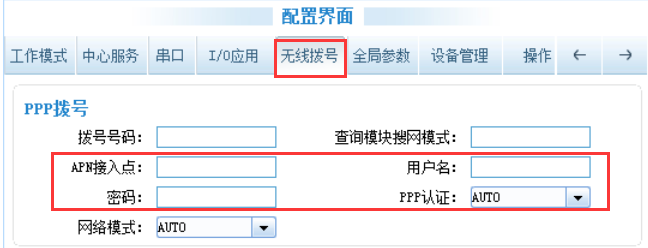 配置界面
工作模式 中心服务 串口 I/O应用 无线拨号 全局参数 设备管理 操作 ← →
PPP拨号
拨号号码: 查询模块搜网模式:
APN接入点: 用户名:
密码: PPP认证: AUTO
网络模式: AUTO